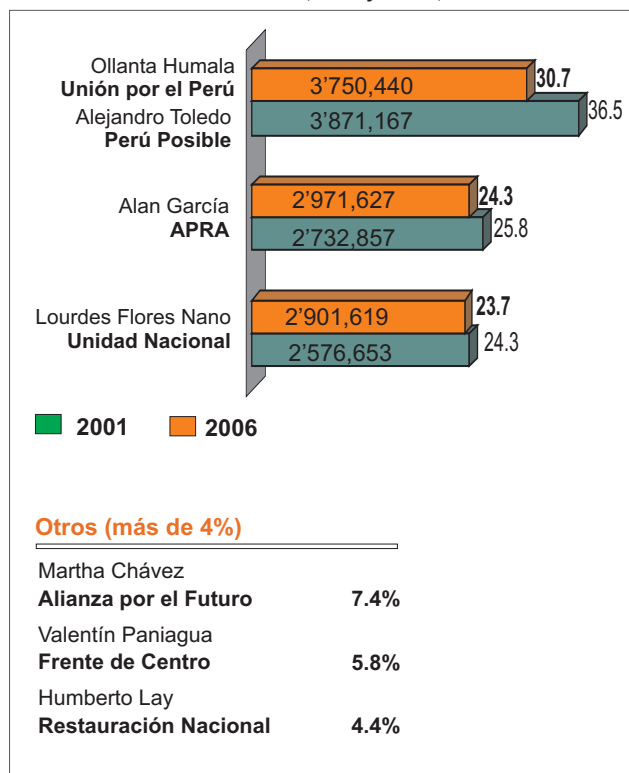 Ollanta Humala
Unión por el Perú
3’750,440
30.7
Alejandro Toledo
Perú Posible
3’871,167
36.5
Alan García
APRA
2’971,627
24.3
2’732,857
25.8
Lourdes Flores Nano
Unidad Nacional
2’901,619
23.7
2’576,653
24.3
2001
2006
Otros (más de 4%)
Martha Chávez
Alianza por el Futuro 7.4%
Valentín Paniagua
Frente de Centro 5.8%
Humberto Lay
Restauración Nacional 4.4%